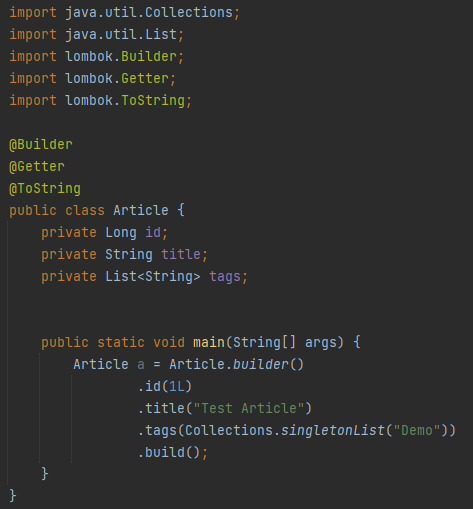 import java.util.Collections;
import java.util.List;
import lombok.Builder;
import lombok.Getter;
import lombok.ToString;

@Builder
@Getter
@ToString
public class Article {
    private Long id;
    private String title;
    private List<String> tags;


    public static void main(String[] args) {
        Article a = Article.builder()
                .id(1L)
                .title("Test Article")
                .tags(Collections.singletonList("Demo"))
                .build();
    }
}